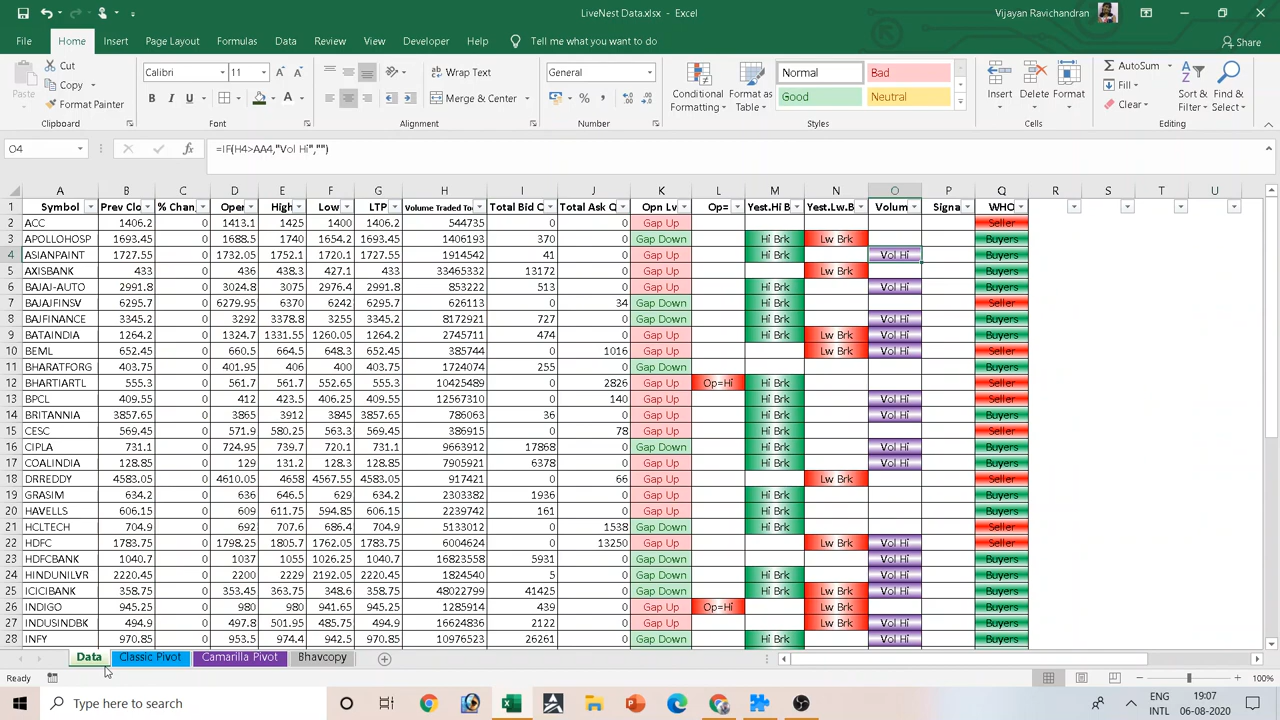 LiveNest Data.xlsx - Excel
Vijayan Ravichandran
File Home Insert Page Layout Formulas Data Review View Developer Help Tell me what you want to do Share
Paste Cut Copy Format Painter Clipboard
Calibri 11 B I U A Font
Wrap Text Merge & Center Alignment
General % Number
Conditional Formatting Format as Table Normal Bad Good Neutral Styles
Insert Delete Format Cells
AutoSum Fill Clear Sort & Filter Find & Select Editing
O4 fx =IF(H4>AA4,"Vol Hi","")
A B C D E F G H I J K L M N O P Q R S T U
1 Symbol Prev Clo % Chan Open High Low LTP Volume Traded To Total Bid Q Total Ask Q Opn Lv Op= Yest.Hi B Yest.Lw.B Volum Signa WHO
2 ACC 1406.2 0 1413.1 1425 1400 1406.2 544735 0 0 Gap Up Seller
3 APOLLOHOSP 1693.45 0 1688.5 1740 1654.2 1693.45 1406193 370 0 Gap Down Hi Brk Lw Brk Buyers
4 ASIANPAINT 1727.55 0 1732.05 1752.1 1720.1 1727.55 1914542 41 0 Gap Up Hi Brk Vol Hi Buyers
5 AXISBANK 433 0 436 438.3 427.1 433 33465332 13172 0 Gap Up Lw Brk Buyers
6 BAJAJ-AUTO 2991.8 0 3024.8 3075 2976.4 2991.8 853222 513 0 Gap Up Hi Brk Vol Hi Buyers
7 BAJAJFINSV 6295.7 0 6279.95 6370 6242 6295.7 626113 0 34 Gap Down Hi Brk Seller
8 BAJFINANCE 3345.2 0 3292 3378.8 3255 3345.2 8172921 727 0 Gap Down Hi Brk Vol Hi Buyers
9 BATAINDIA 1264.2 0 1324.7 1331.55 1260.05 1264.2 2745711 474 0 Gap Up Hi Brk Lw Brk Vol Hi Buyers
10 BEML 652.45 0 660.5 664.5 648.3 652.45 385744 0 1016 Gap Up Lw Brk Vol Hi Seller
11 BHARATFORG 403.75 0 401.95 406 400 403.75 1724074 255 0 Gap Down Buyers
12 BHARTIARTL 555.3 0 561.7 561.7 552.65 555.3 10425489 0 2826 Gap Up Op=Hi Hi Brk Seller
13 BPCL 409.55 0 412 423.5 406.25 409.55 12567310 0 140 Gap Up Hi Brk Vol Hi Seller
14 BRITANNIA 3857.65 0 3865 3912 3845 3857.65 786063 36 0 Gap Up Hi Brk Vol Hi Buyers
15 CESC 569.45 0 571.9 580.25 563.3 569.45 386915 0 78 Gap Up Seller
16 CIPLA 731.1 0 724.95 739.7 720.1 731.1 9663912 17868 0 Gap Down Hi Brk Vol Hi Buyers
17 COALINDIA 128.85 0 129 131.2 128.3 128.85 7905921 6378 0 Gap Up Hi Brk Vol Hi Buyers
18 DRREDDY 4583.05 0 4610.05 4658 4567.55 4583.05 917421 0 66 Gap Up Lw Brk Seller
19 GRASIM 634.2 0 636 646.5 629 634.2 2303382 1936 0 Gap Up Hi Brk Buyers
20 HAVELLS 606.15 0 609 611.75 594.85 606.15 2239742 161 0 Gap Up Hi Brk Buyers
21 HCLTECH 704.9 0 692 707.6 686.4 704.9 5133012 0 1538 Gap Down Hi Brk Seller
22 HDFC 1783.75 0 1798.25 1805.7 1762.05 1783.75 6004624 0 13250 Gap Up Lw Brk Vol Hi Seller
23 HDFCBANK 1040.7 0 1037 1055 1026.25 1040.7 16823558 5931 0 Gap Down Vol Hi Buyers
24 HINDUNILVR 2220.45 0 2200 2229 2192.05 2220.45 1824540 5 0 Gap Down Hi Brk Vol Hi Buyers
25 ICICIBANK 358.75 0 353.45 363.75 348.6 358.75 48022799 41425 0 Gap Down Hi Brk Lw Brk Vol Hi Buyers
26 INDIGO 945.25 0 980 980 941.65 945.25 1285914 439 0 Gap Up Op=Hi Lw Brk Buyers
27 INDUSINDBK 494.9 0 497.8 485.75 494.9 16624836 2122 0 Gap Up Lw Brk Vol Hi Buyers
28 INFY 970.85 0 953.5 974.4 942.5 970.85 10976523 26261 0 Gap Down Hi Brk Vol Hi Buyers
Data Classic Pivot Camarilla Pivot Bhavcopy
Ready 100%
Type here to search ENG INTL 19:07 06-08-2020